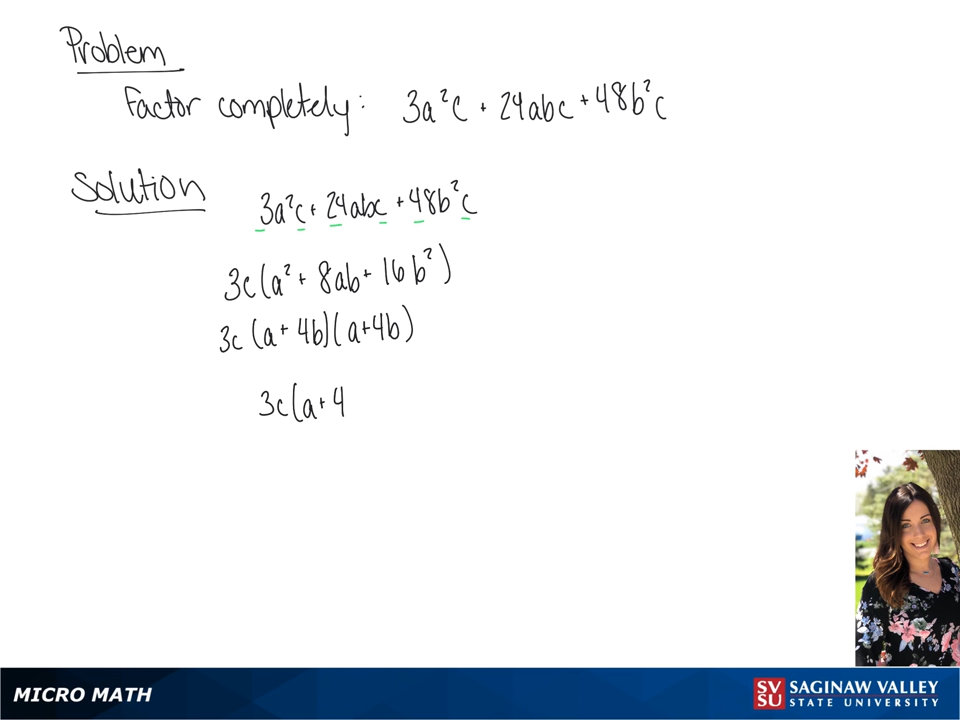 Problem
Factor completely: 3a²c + 24abc + 48b²c
Solution
3a²c + 24abc + 48b²c
3c(a² + 8ab + 16b²)
3c(a + 4b)(a+4b)
3c(a+4
MICRO MATH
SV
SU
SAGINAW VALLEY
STATE UNIVERSITY